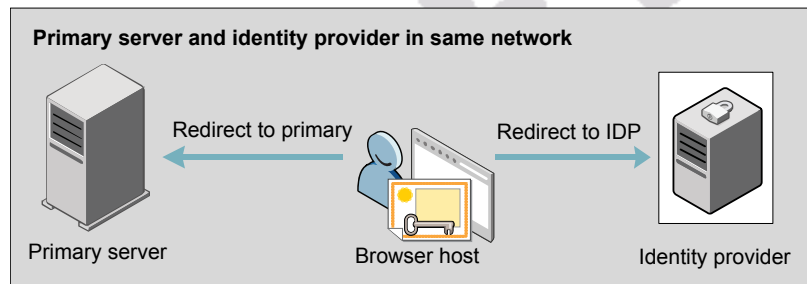 Primary server and identity provider in same network
Redirect to primary
Redirect to IDP
Primary server
Browser host
Identity provider